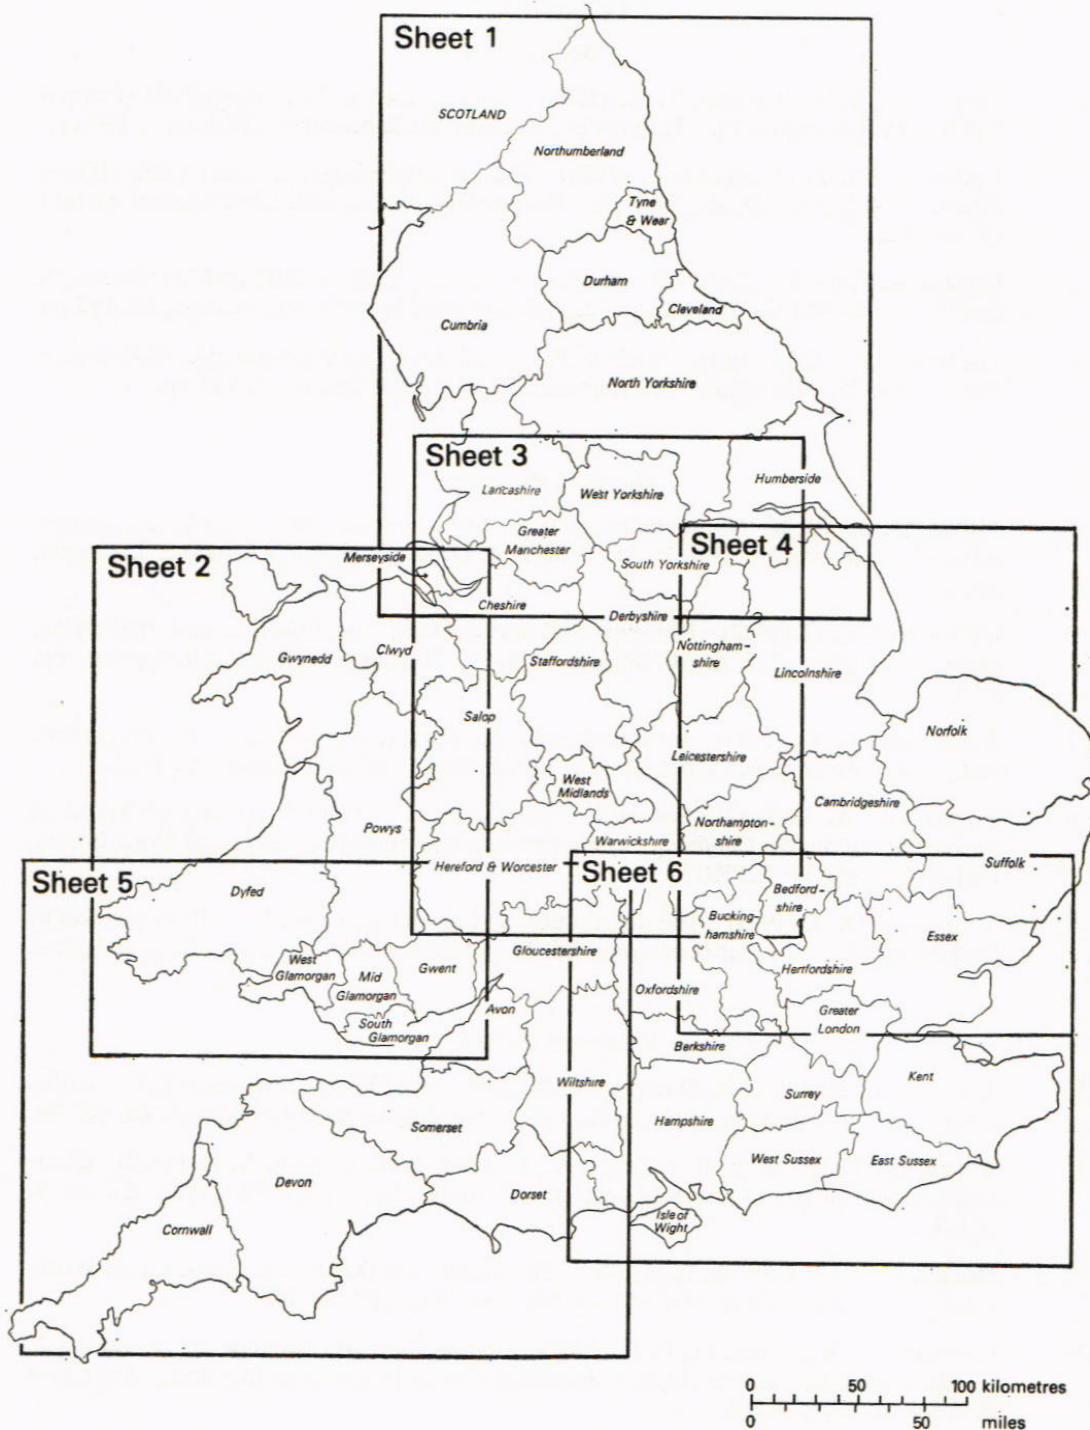 Sheet 1
SCOTLAND
Northumberland
Tyne
& Wear
Durham
Cleveland
Cumbria
North Yorkshire
Sheet 3
Lancashire
West Yorkshire
Humberside
Greater
Manchester
South Yorkshire
Sheet 4
Sheet 2
Merseyside
Cheshire
Derbyshire
Gwynedd
Clwyd
Staffordshire
Nottingham-
shire
Lincolnshire
Salop
Leicestershire
Norfolk
West
Midlands
Cambridgeshire
Powys
Warwickshire
Northampton-
shire
Hereford & Worcester
Suffolk
Sheet 5
Sheet 6
Dyfed
Bedford-
shire
Bucking-
hamshire
Essex
Gloucestershire
West
Glamorgan
Mid
Glamorgan
Gwent
Hertfordshire
Oxfordshire
South
Glamorgan
Avon
Greater
London
Berkshire
Wiltshire
Surrey
Kent
Somerset
Hampshire
West Sussex
East Sussex
Devon
Dorset
Isle of
Wight
Cornwall
0 50 100 kilometres
0 50 miles